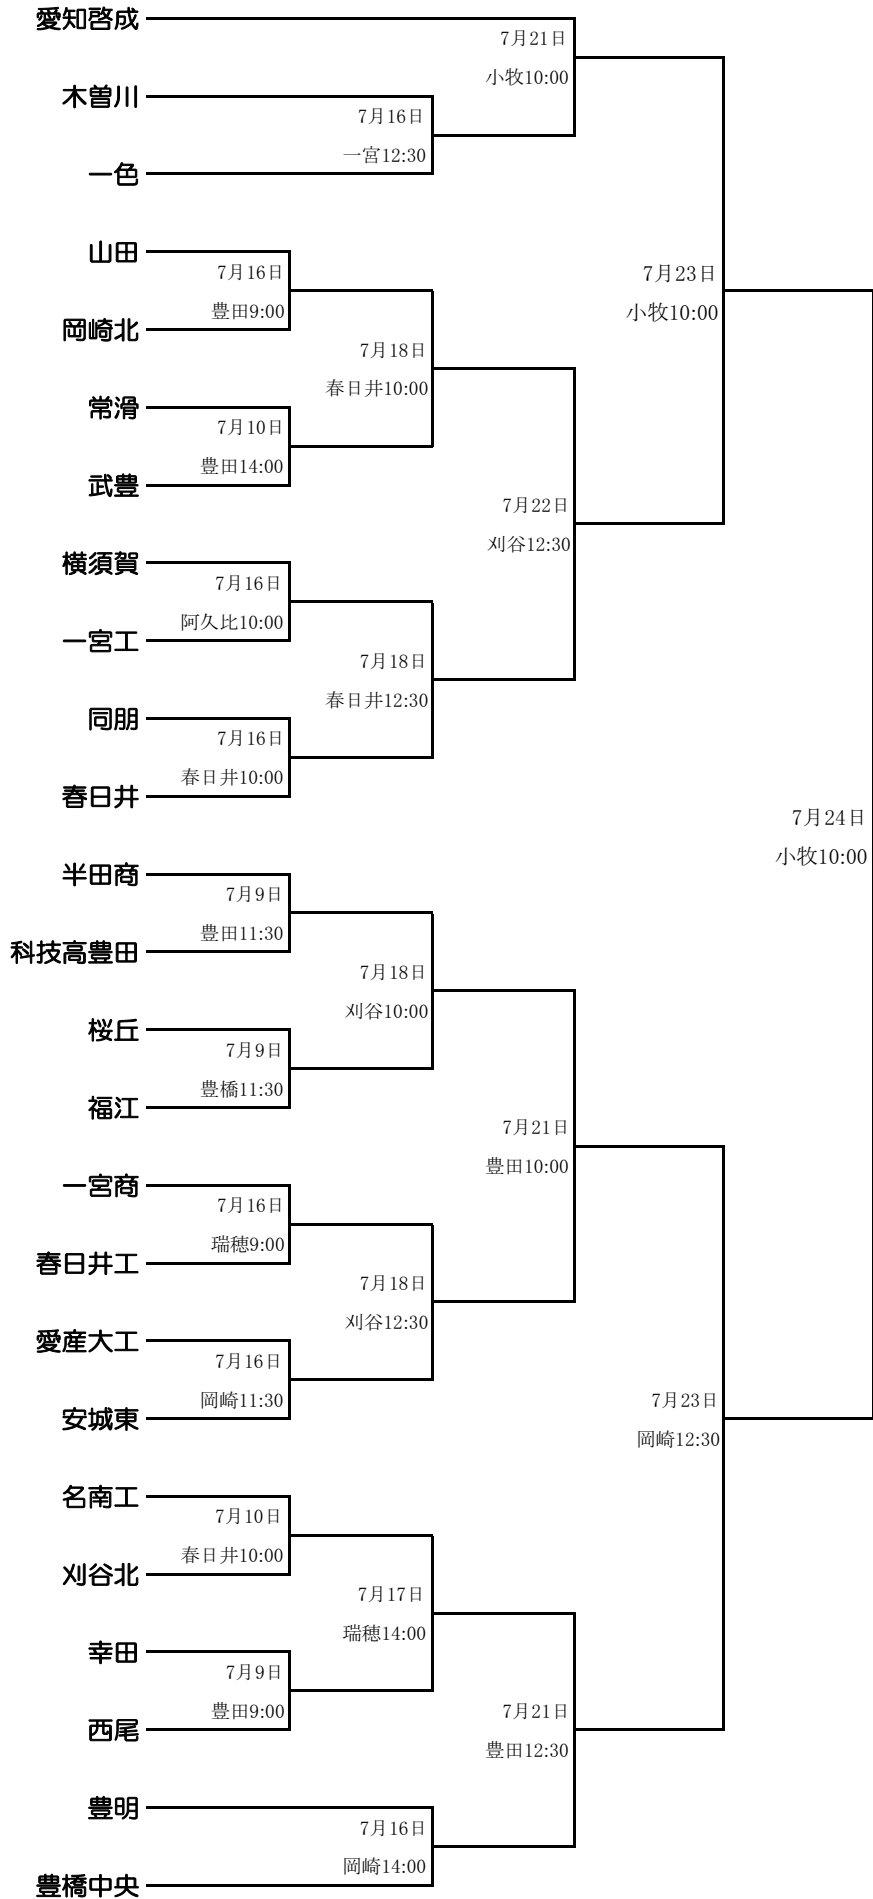 愛知啓成
7月21日
小牧10:00
木曽川
7月16日
一宮12:30
一色
山田
7月16日
豊田9:00
7月23日
小牧10:00
岡崎北
7月18日
春日井10:00
常滑
7月10日
豊田14:00
武豊
7月22日
刈谷12:30
横須賀
7月16日
阿久比10:00
一宮工
7月18日
春日井12:30
同朋
7月16日
春日井10:00
春日井
7月24日
小牧10:00
半田商
7月9日
豊田11:30
科技高豊田
7月18日
刈谷10:00
桜丘
7月9日
豊橋11:30
福江
7月21日
豊田10:00
一宮商
7月16日
瑞穂9:00
春日井工
7月18日
刈谷12:30
愛産大工
7月16日
岡崎11:30
安城東
7月23日
岡崎12:30
名南工
7月10日
春日井10:00
刈谷北
7月17日
瑞穂14:00
幸田
7月9日
豊田9:00
西尾
7月21日
豊田12:30
豊明
7月16日
岡崎14:00
豊橋中央